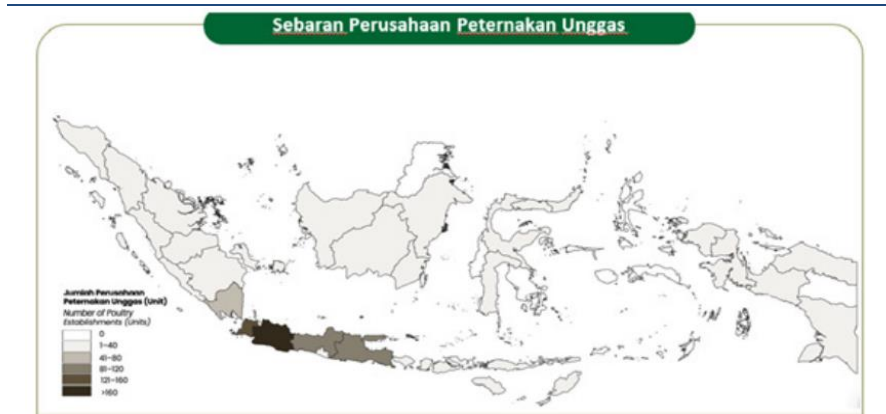 Sebaran Perusahaan Peternakan Unggas
Jumlah Perusahaan
Peternakan Unggas (Unit)
Number of Poultry
Establishments (Units)
0
1–40
41–80
81–120
121–160
>160